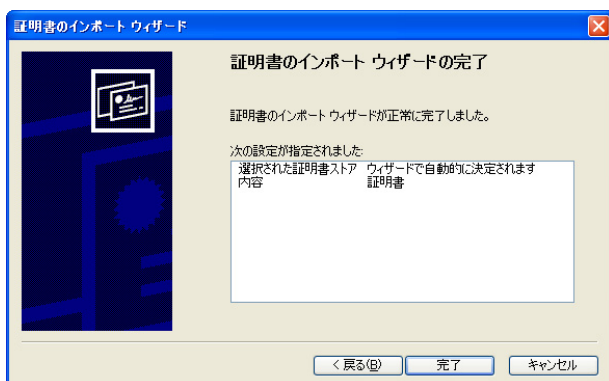 証明書のインポート ウィザード
証明書のインポート ウィザードの完了
証明書のインポート ウィザードが正常に完了しました。
次の設定が指定されました:
選択された証明書ストア ウィザードで自動的に決定されます
内容 証明書
< 戻る(B) 完了 キャンセル